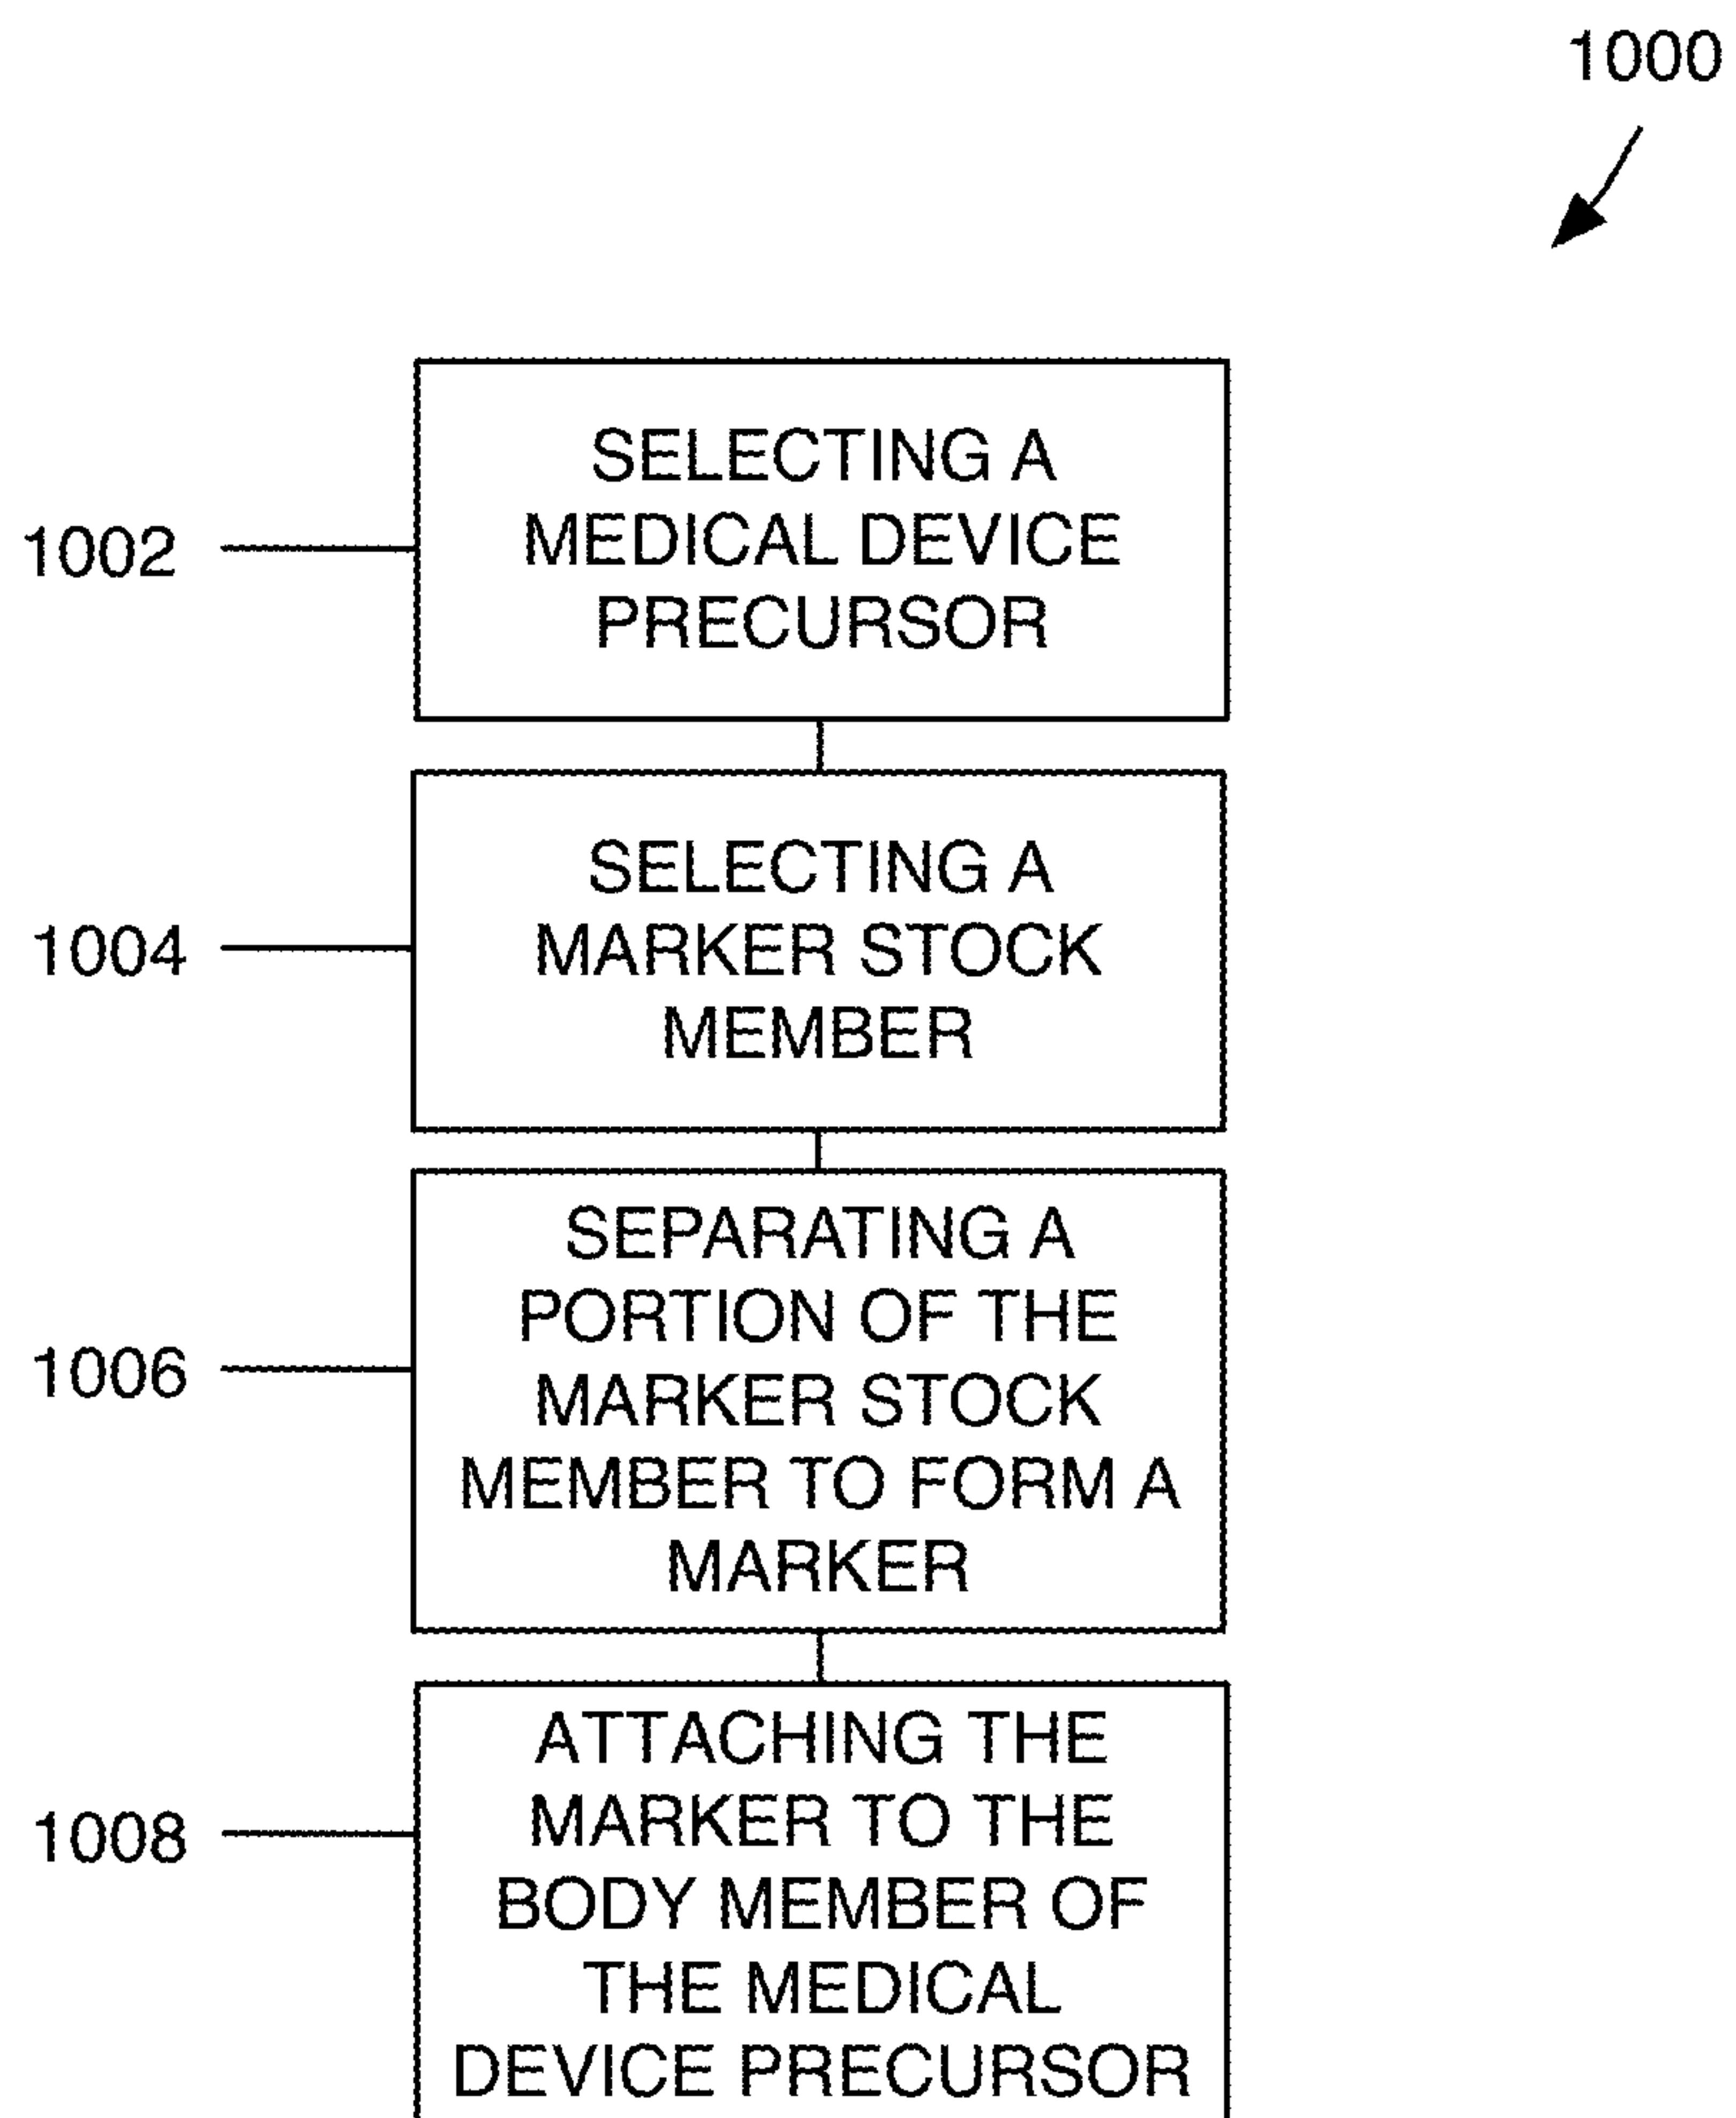 1000
SELECTING A
MEDICAL DEVICE
PRECURSOR
1002
SELECTING A
MARKER STOCK
MEMBER
1004
SEPARATING A
PORTION OF THE
MARKER STOCK
MEMBER TO FORM A
MARKER
1006
ATTACHING THE
MARKER TO THE
BODY MEMBER OF
THE MEDICAL
DEVICE PRECURSOR
1008